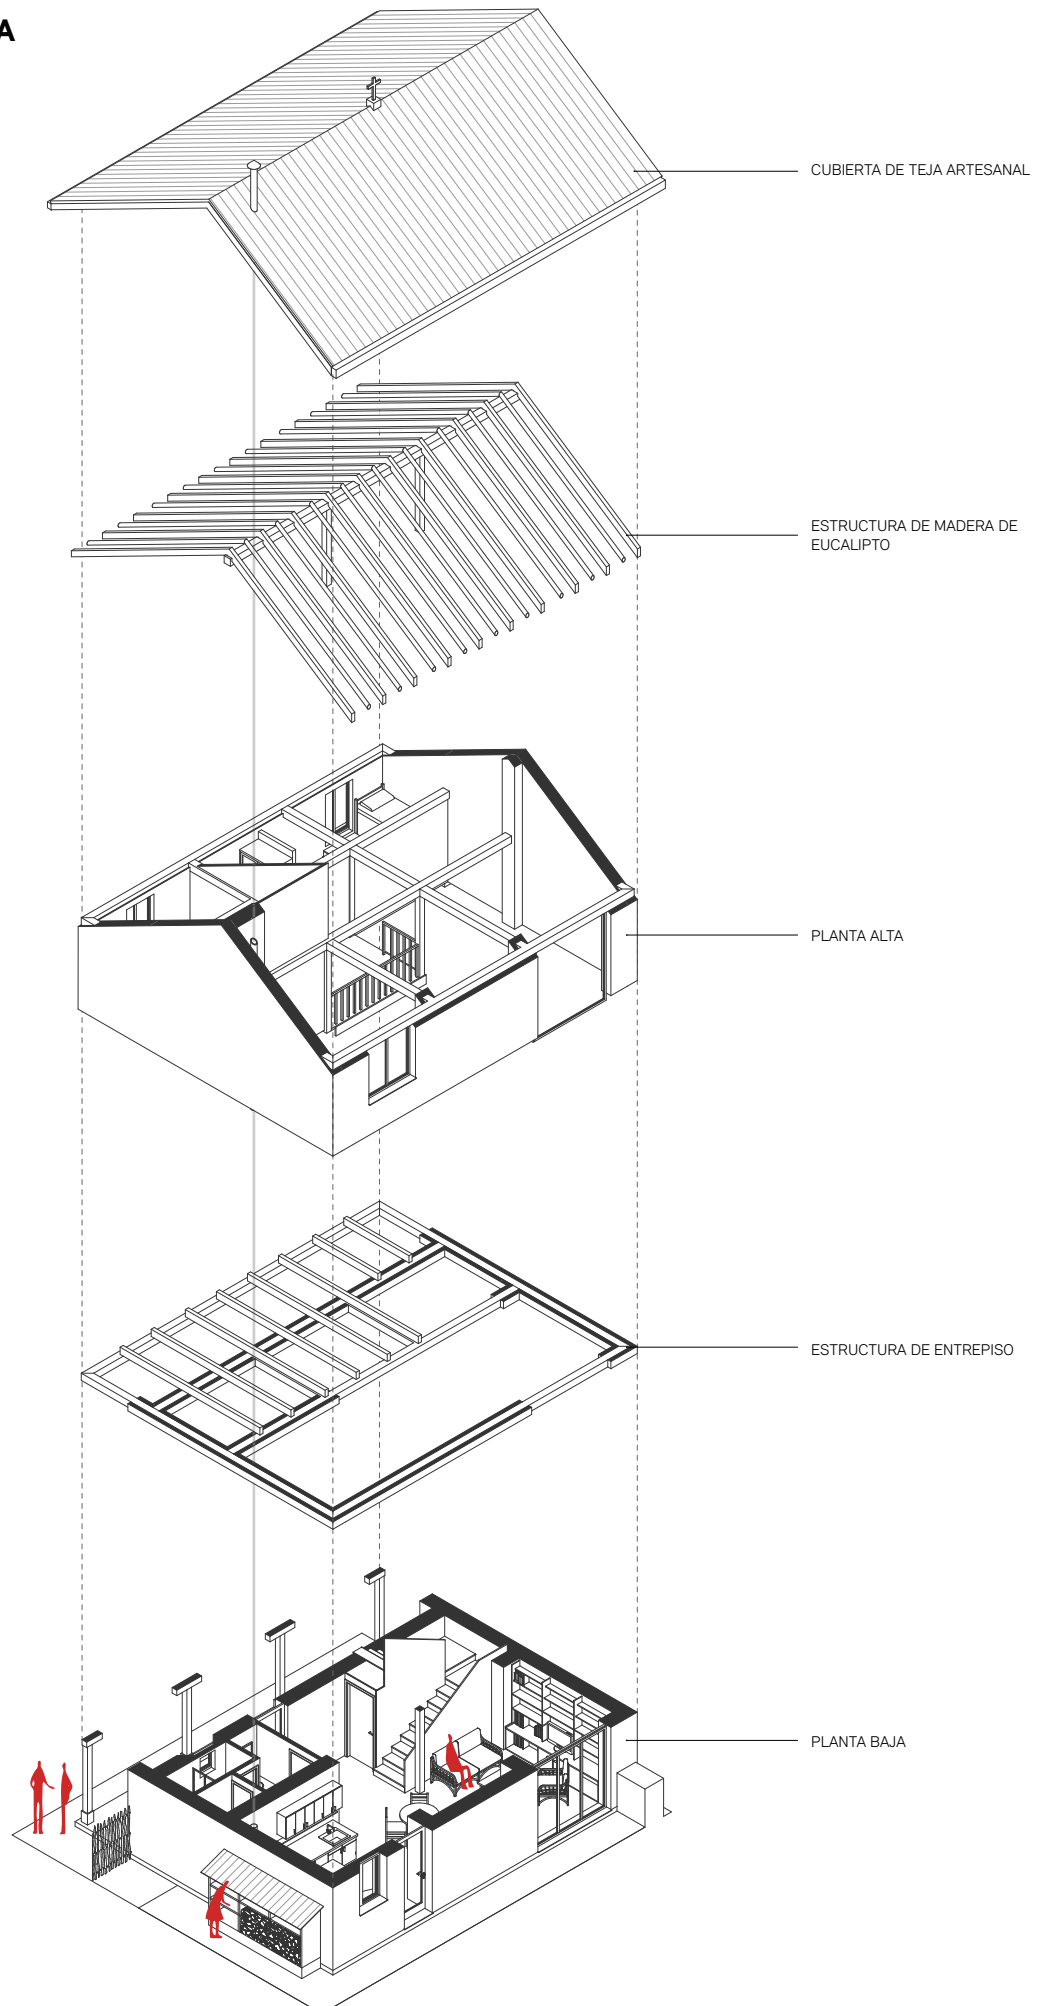 A
CUBIERTA DE TEJA ARTESANAL
ESTRUCTURA DE MADERA DE
EUCALIPTO
PLANTA ALTA
ESTRUCTURA DE ENTREPISO
PLANTA BAJA